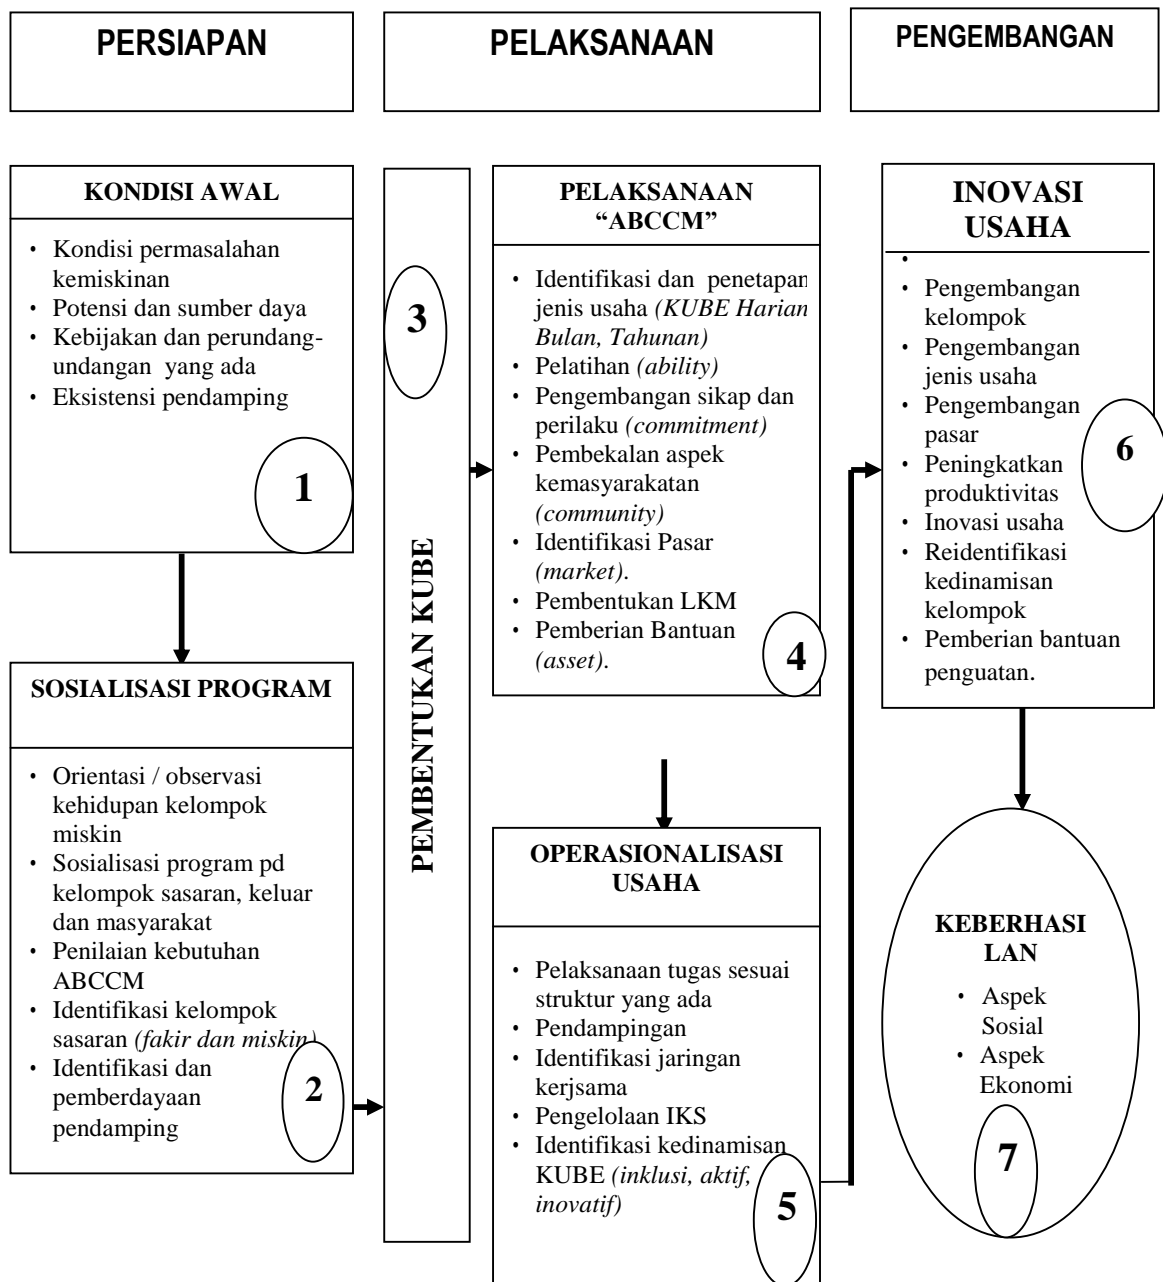 PERSIAPAN
PELAKSANAAN
PENGEMBANGAN
KONDISI AWAL
• Kondisi permasalahan
kemiskinan
• Potensi dan sumber daya
• Kebijakan dan perundang-
undangan yang ada
• Eksistensi pendamping
1
SOSIALISASI PROGRAM
• Orientasi / observasi
kehidupan kelompok
miskin
• Sosialisasi program pd
kelompok sasaran, keluar
dan masyarakat
• Penilaian kebutuhan
ABCCM
• Identifikasi kelompok
sasaran (fakir dan miskin)
• Identifikasi dan
pemberdayaan
pendamping
2
3
PEMBENTUKAN KUBE
PELAKSANAAN
“ABCCM”
• Identifikasi dan penetapan
jenis usaha (KUBE Harian
Bulan, Tahunan)
• Pelatihan (ability)
• Pengembangan sikap dan
perilaku (commitment)
• Pembekalan aspek
kemasyarakatan
(community)
• Identifikasi Pasar
(market).
• Pembentukan LKM
• Pemberian Bantuan
(asset).
4
OPERASIONALISASI
USAHA
• Pelaksanaan tugas sesuai
struktur yang ada
• Pendampingan
• Identifikasi jaringan
kerjsama
• Pengelolaan IKS
• Identifikasi kedinamisan
KUBE (inklusi, aktif,
inovatif)
5
INOVASI
USAHA
•
• Pengembangan
kelompok
• Pengembangan
jenis usaha
• Pengembangan
pasar
• Peningkatkan
produktivitas
• Inovasi usaha
• Reidentifikasi
kedinamisan
kelompok
• Pemberian bantuan
penguatan.
6
KEBERHASI
LAN
• Aspek
Sosial
• Aspek
Ekonomi
7